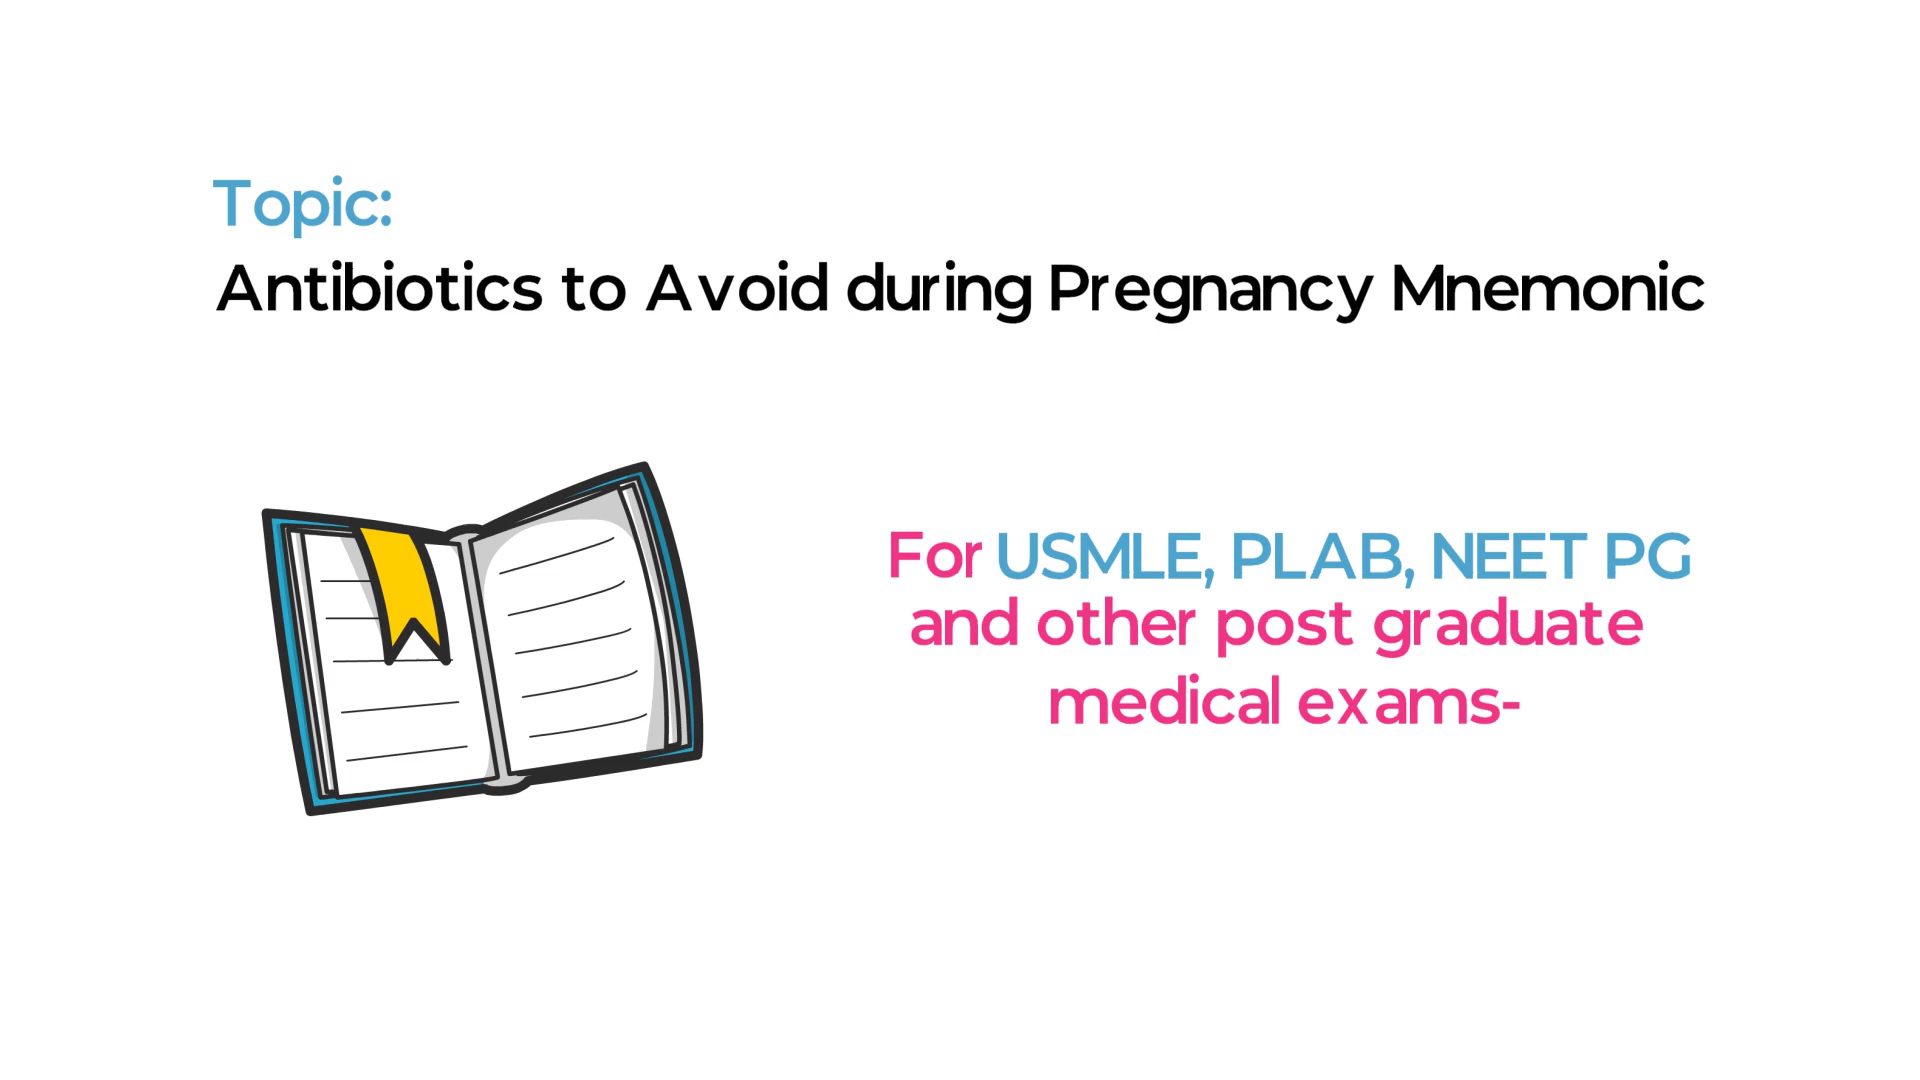 Topic:
Antibiotics to Avoid during Pregnancy Mnemonic
For USMLE, PLAB, NEET PG
and other post graduate
medical exams-